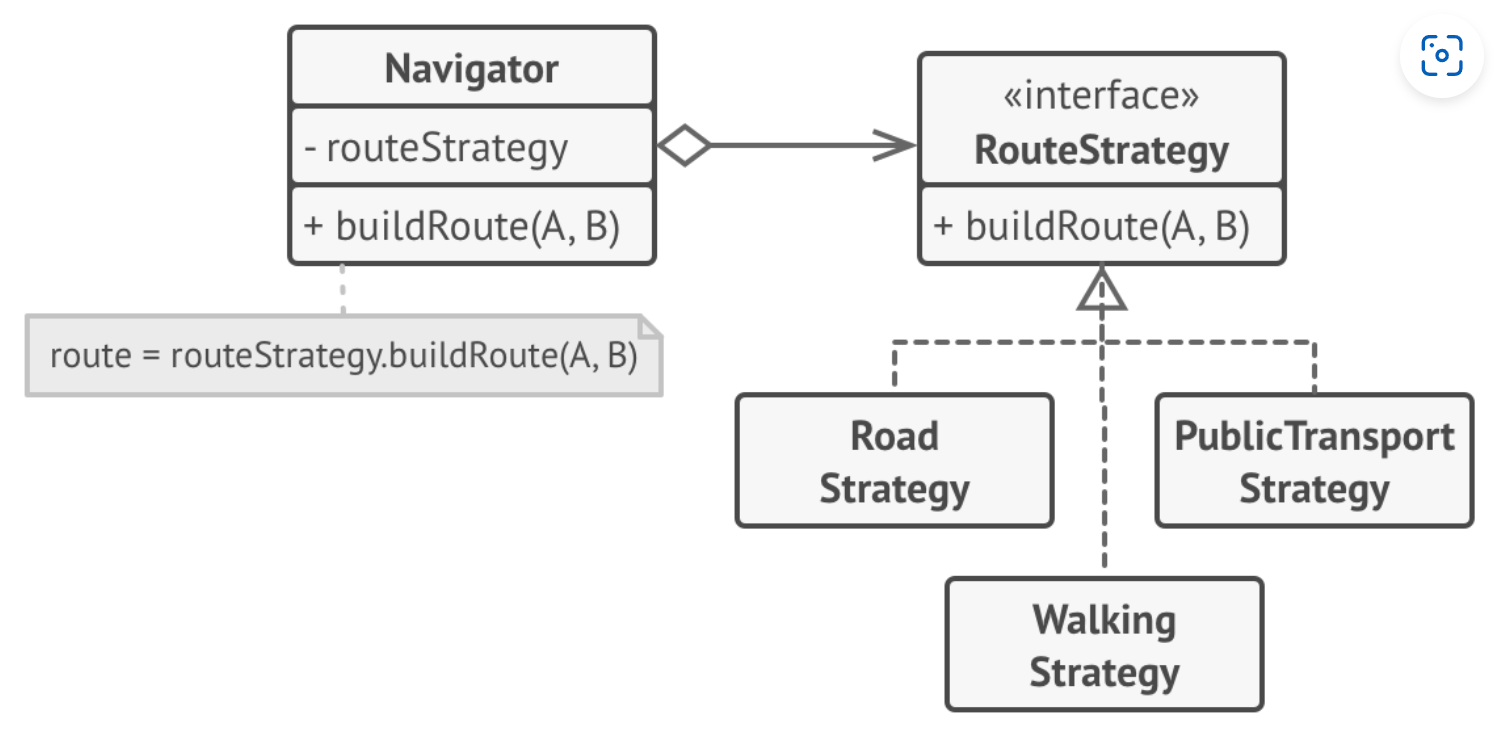 Navigator
- routeStrategy
+ buildRoute(A, B)
route = routeStrategy.buildRoute(A, B)
«interface»
RouteStrategy
+ buildRoute(A, B)
Road
Strategy
PublicTransport
Strategy
Walking
Strategy